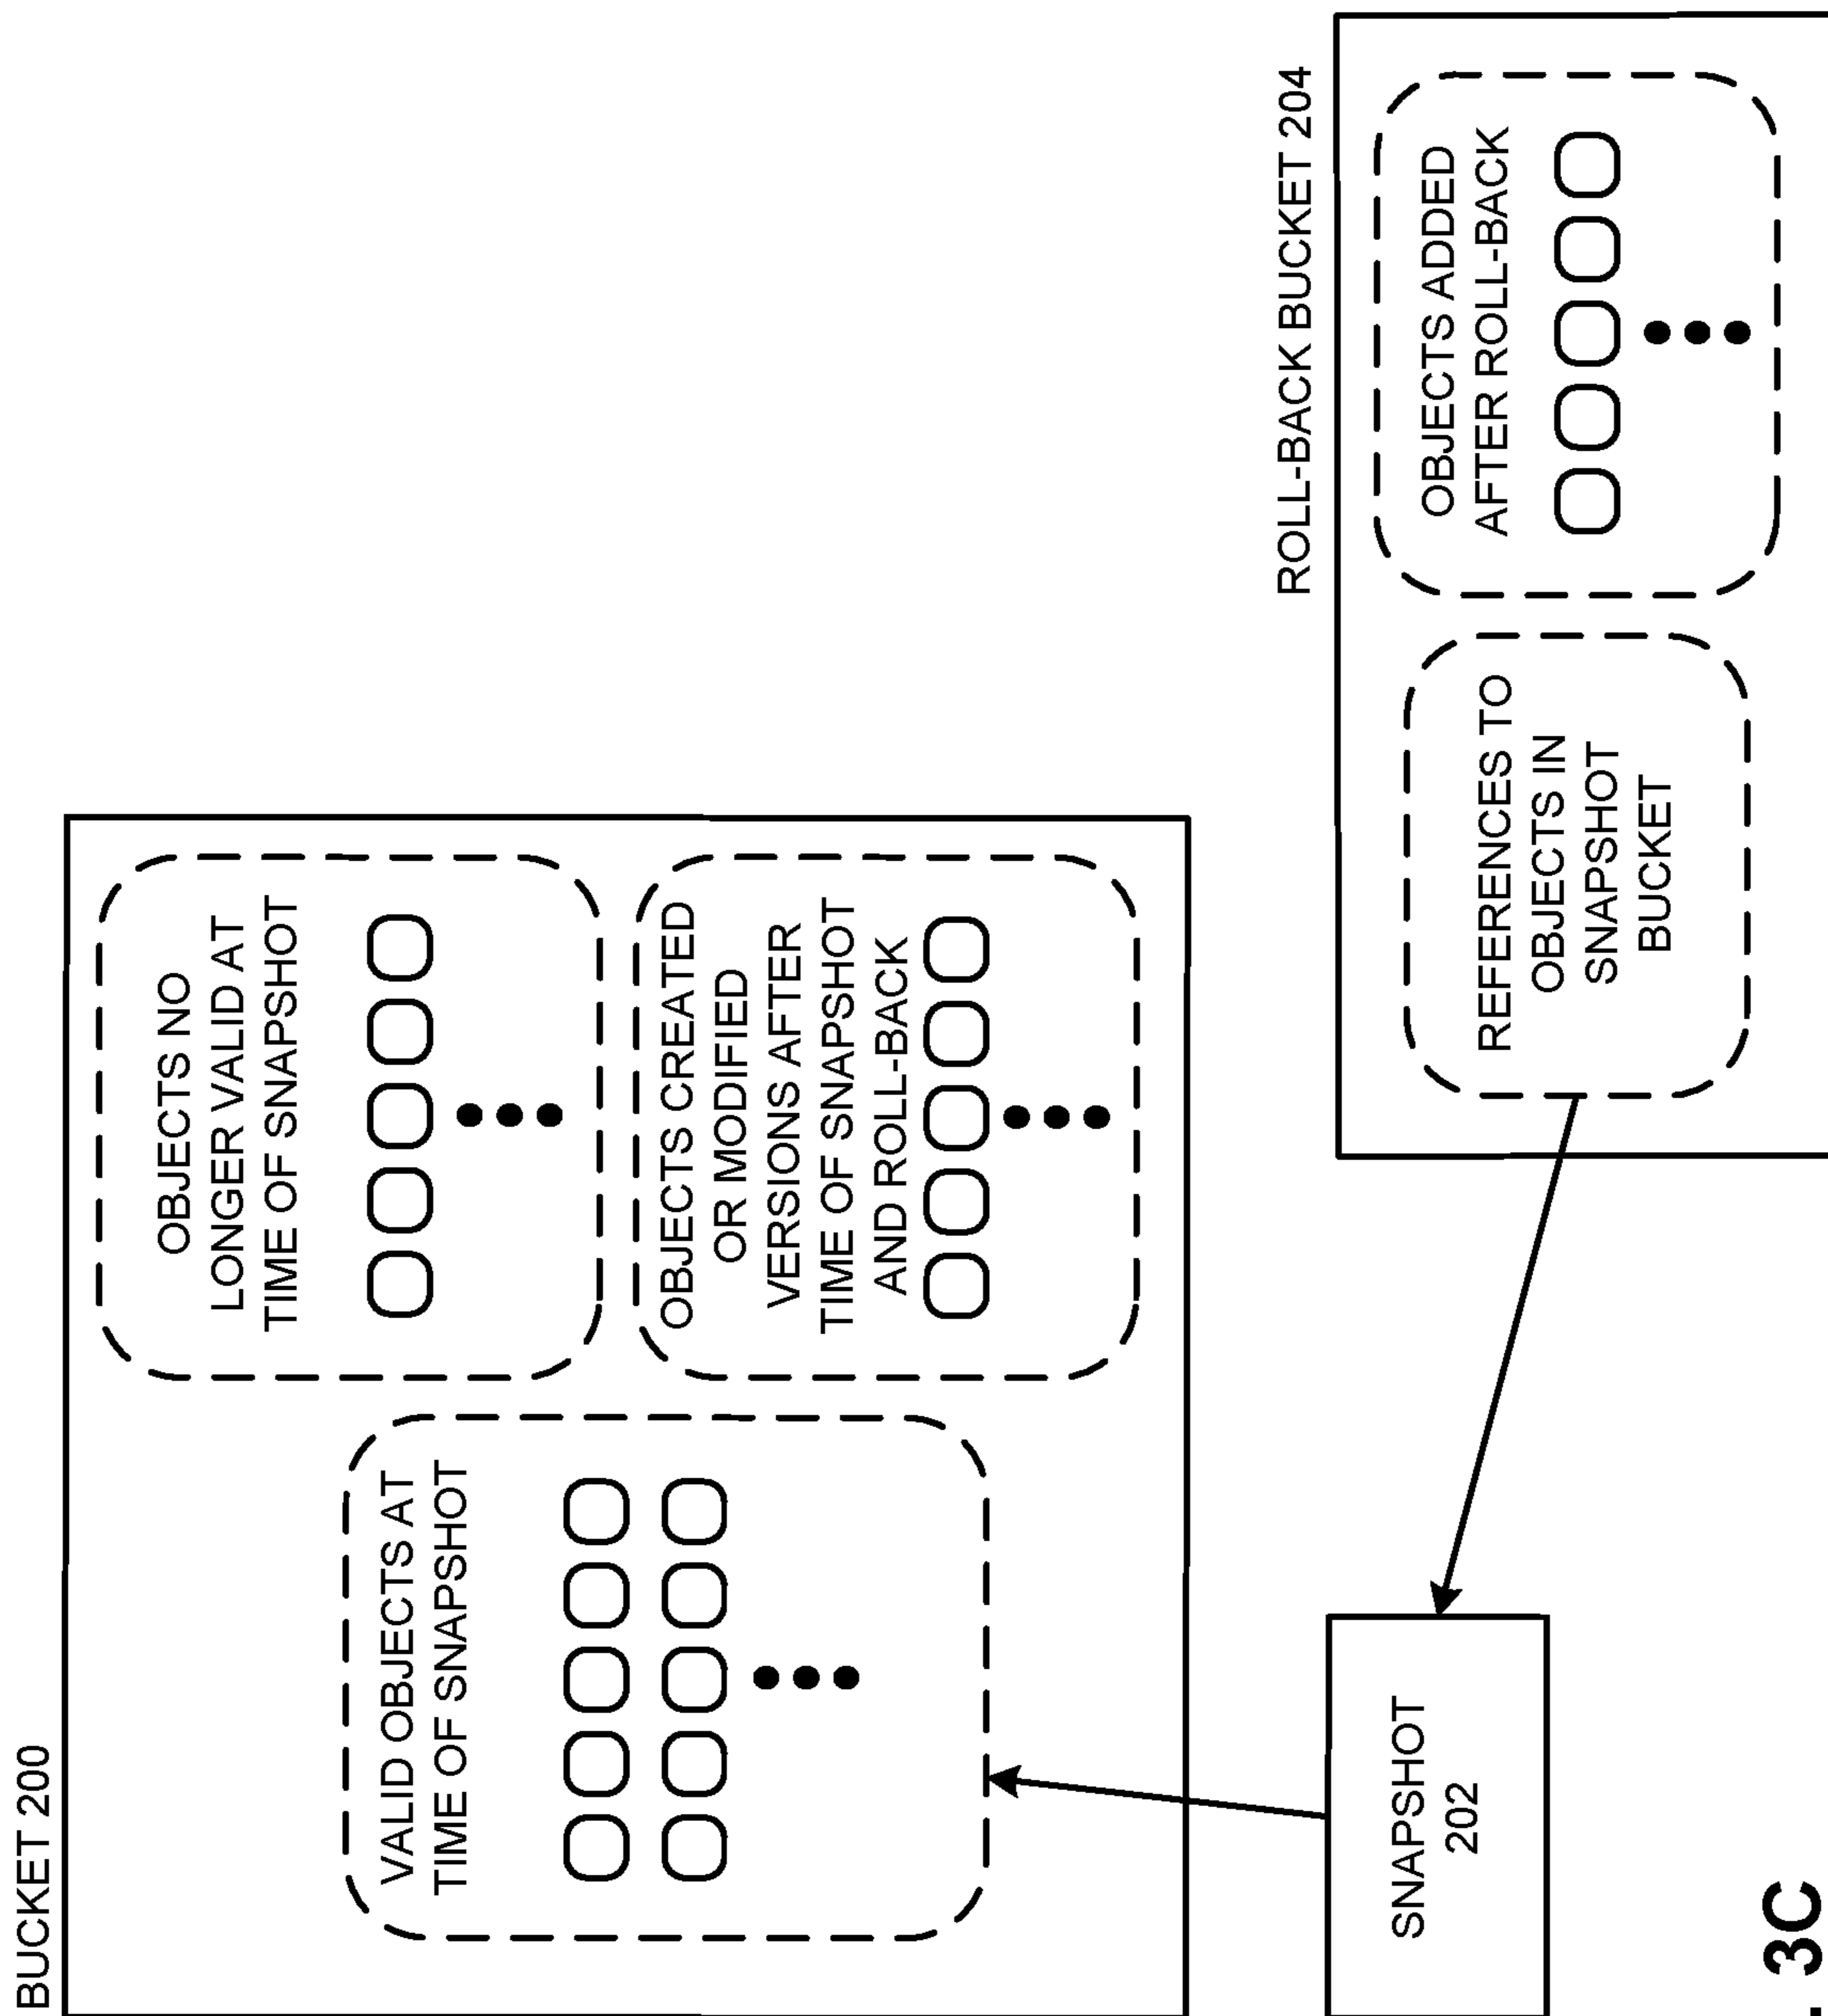 BUCKET 200
VALID OBJECTS AT
TIME OF SNAPSHOT
OBJECTS NO
LONGER VALID AT
TIME OF SNAPSHOT
OBJECTS CREATED
OR MODIFIED
VERSIONS AFTER
TIME OF SNAPSHOT
AND ROLL-BACK
SNAPSHOT
202
ROLL-BACK BUCKET 204
REFERENCES TO
OBJECTS IN
SNAPSHOT
BUCKET
OBJECTS ADDED
AFTER ROLL-BACK
. 3C